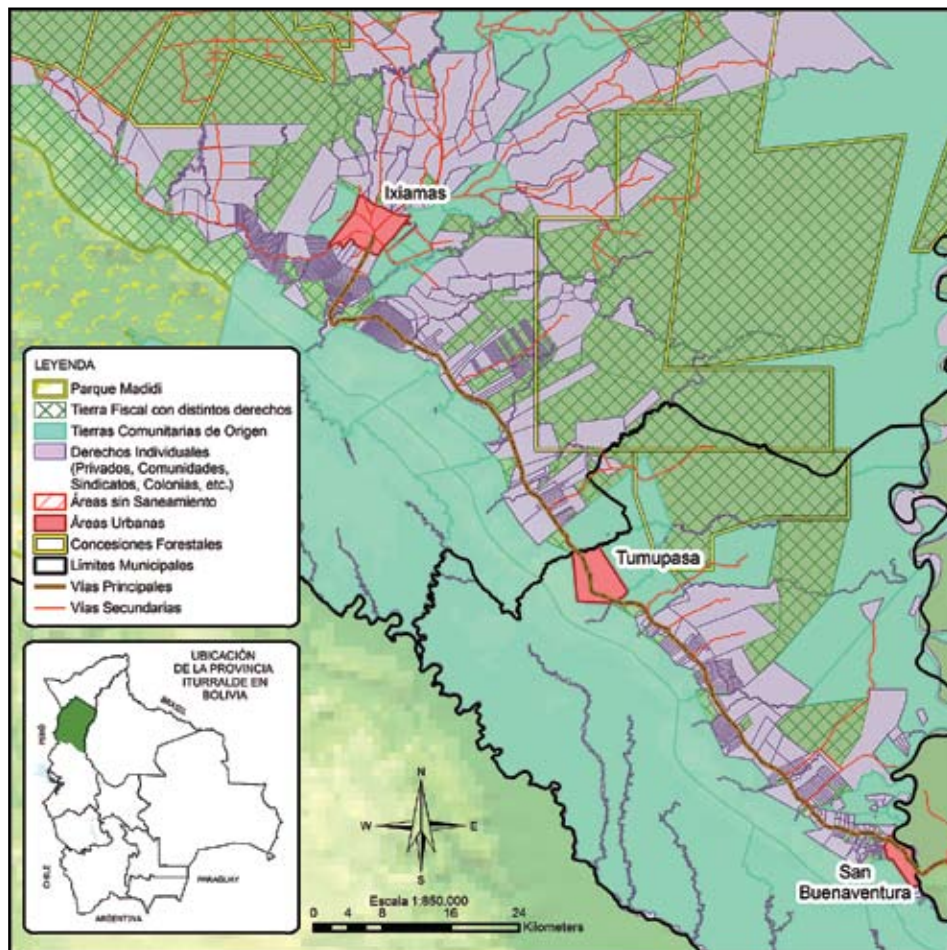 Ixiamas
Tumupasa
San
Buenaventura
LEYENDA
Parque Madidi
Tierra Fiscal con distintos derechos
Tierras Comunitarias de Origen
Derechos Individuales
(Privados, Comunidades,
Sindicatos, Colonias, etc.)
Áreas sin Saneamiento
Áreas Urbanas
Concesiones Forestales
Límites Municipales
Vías Principales
Vías Secundarias
UBICACIÓN
DE LA PROVINCIA
ITURRALDE EN
BOLIVIA
BRASIL
PERÚ
CHILE
PARAGUAY
ARGENTINA
N
W E
S
Escala 1:850,000
0 4 8 16 24
Kilometers